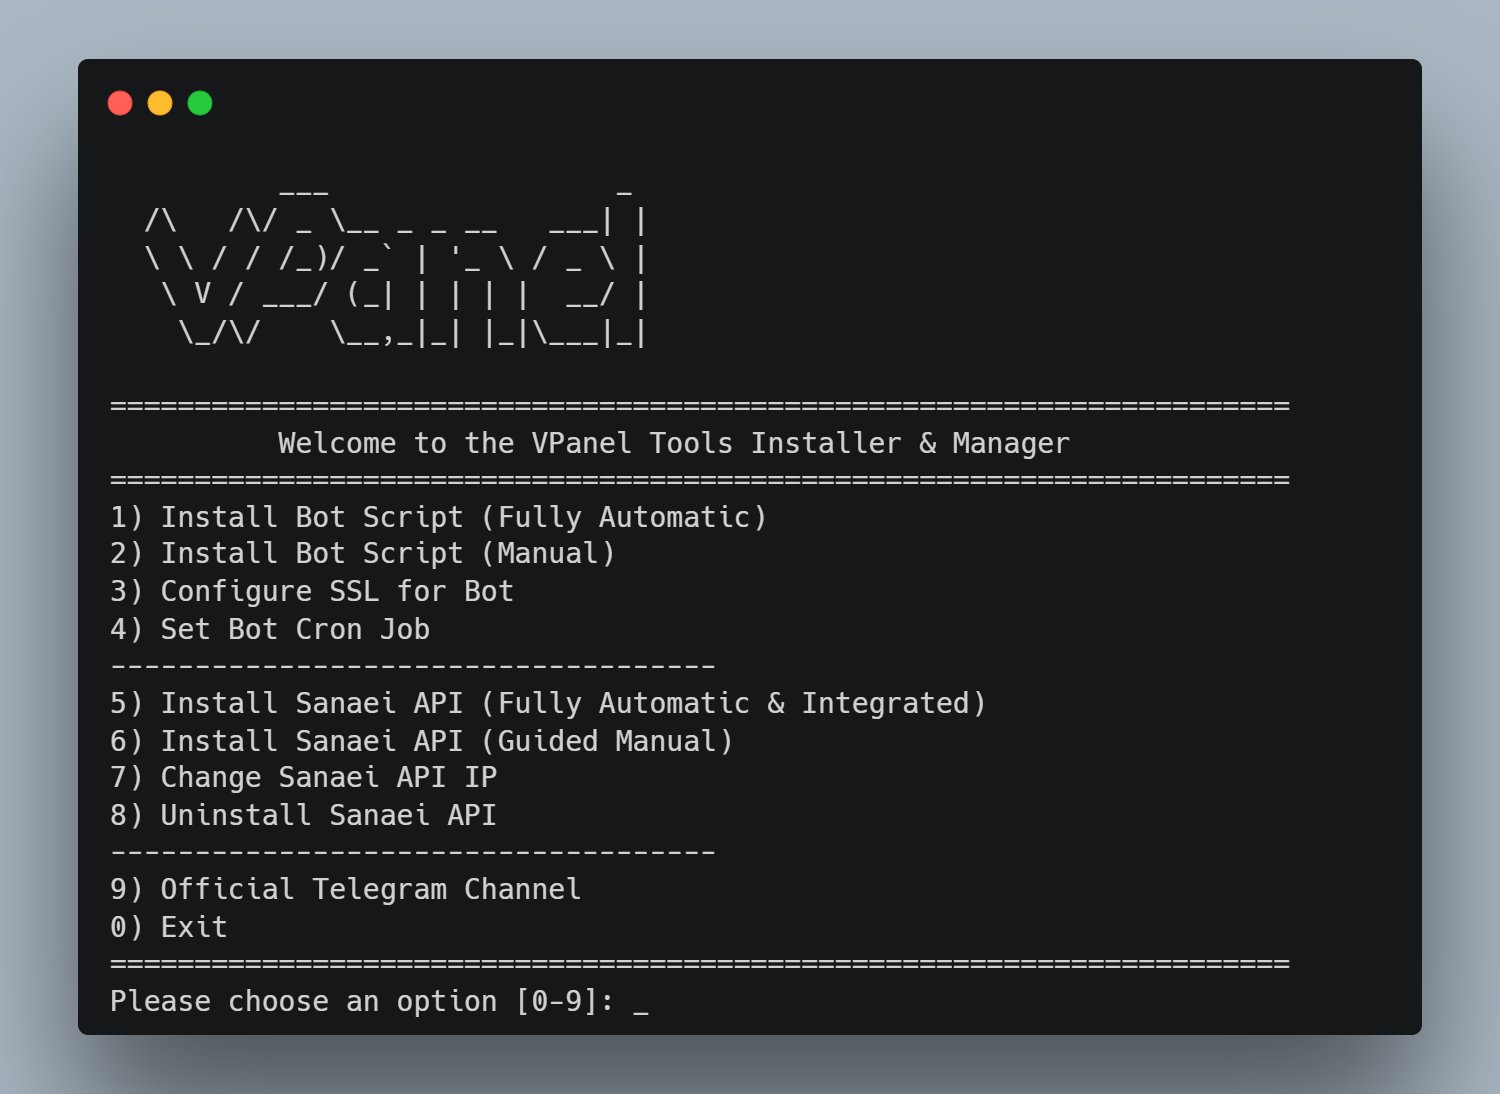 ___                 _
  /\   /\/ _ \__ _ _ __   ___| |
  \ \ / / /_)/ _` | '_ \ / _ \ |
   \ V / ___/ (_| | | | |  __/ |
    \_/\/    \__,_|_| |_|\___|_|
======================================================================
          Welcome to the VPanel Tools Installer & Manager
======================================================================
1) Install Bot Script (Fully Automatic)
2) Install Bot Script (Manual)
3) Configure SSL for Bot
4) Set Bot Cron Job
------------------------------------
5) Install Sanaei API (Fully Automatic & Integrated)
6) Install Sanaei API (Guided Manual)
7) Change Sanaei API IP
8) Uninstall Sanaei API
------------------------------------
9) Official Telegram Channel
0) Exit
======================================================================
Please choose an option [0-9]: _